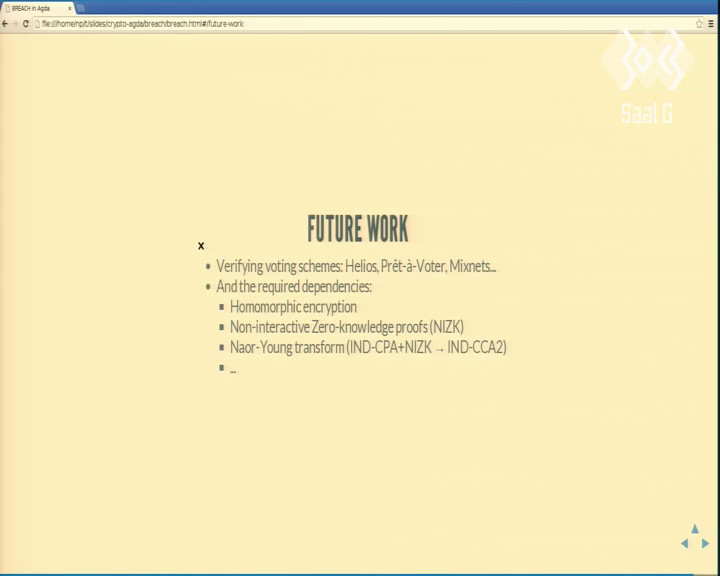 BREACH in Agda
file:///home/np/t/slides/crypto-agda/breach/breach.html#/future-work
Saal G
FUTURE WORK
x
Verifying voting schemes: Helios, Prêt-à-Voter, Mixnets...
And the required dependencies:
Homomorphic encryption
Non-interactive Zero-knowledge proofs (NIZK)
Naor-Young transform (IND-CPA+NIZK → IND-CCA2)
...